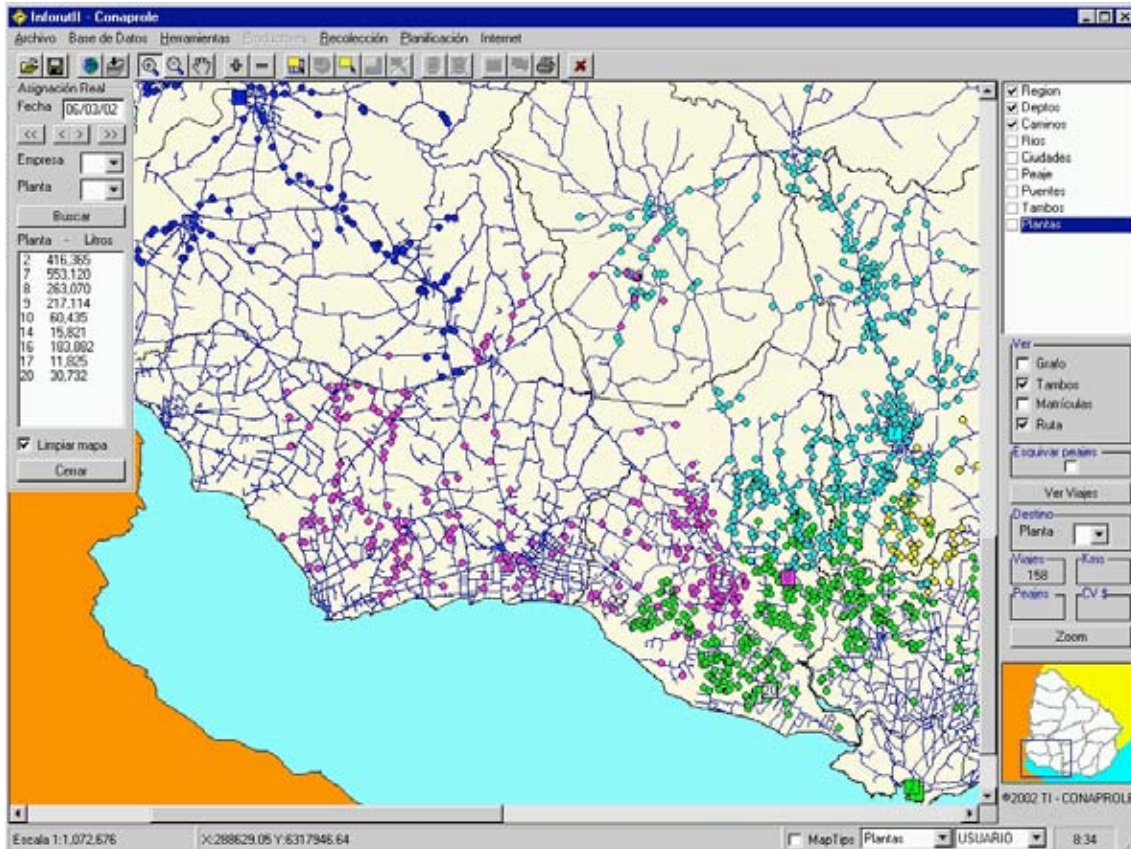 Inforutil - Conaprole
Archivo Base de Datos Herramientas Productores Recolección Planificación Internet
Asignación Real
Fecha 06/03/02
<< < > >>
Empresa
Planta
Buscar
Planta - Litros
2 416,365
7 553,120
8 263,070
9 217,114
10 60,435
14 15,821
16 183,882
17 11,825
20 30,732
Limpiar mapa
Cerrar
20
Region
Deptos
Caminos
Rios
Ciudades
Peaje
Puentes
Tambos
Plantas
Ver
Grafo
Tambos
Matrículas
Ruta
Esquivar peajes
Ver Viajes
Destino
Planta
Viajes
158
Kms
Peajes
CV $
Zoom
©2002 TI - CONAPROLE
Escala 1:1,072,676
X:288629.05 Y:6317946.64
MapTips
Plantas
USUARIO
8:34